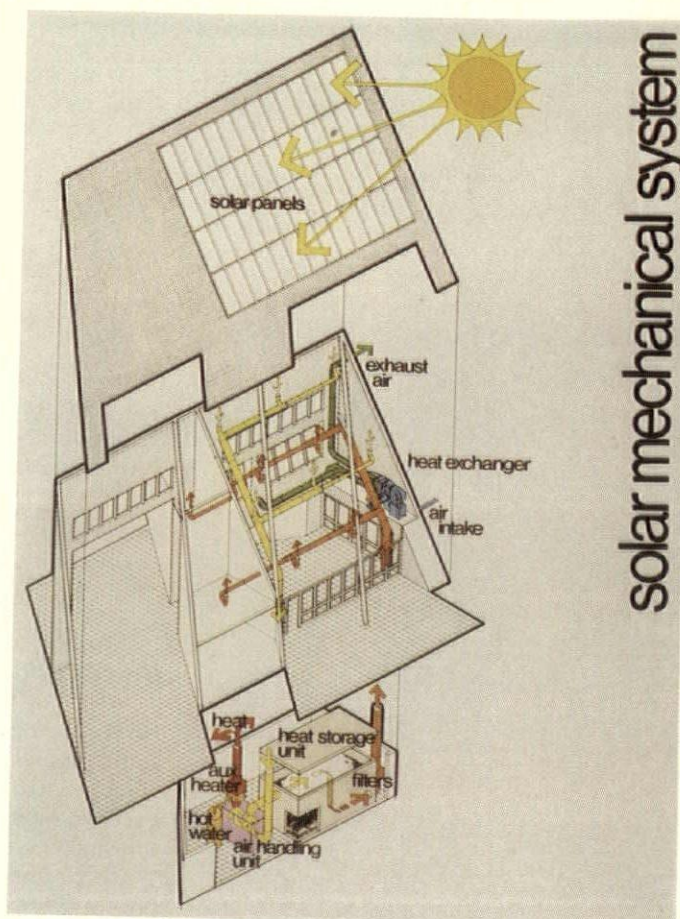 solar mechanical system
solar panels
exhaust
air
heat exchanger
air
intake
heat
heat storage
unit
aux
heater
filters
hot
water
air handling
unit